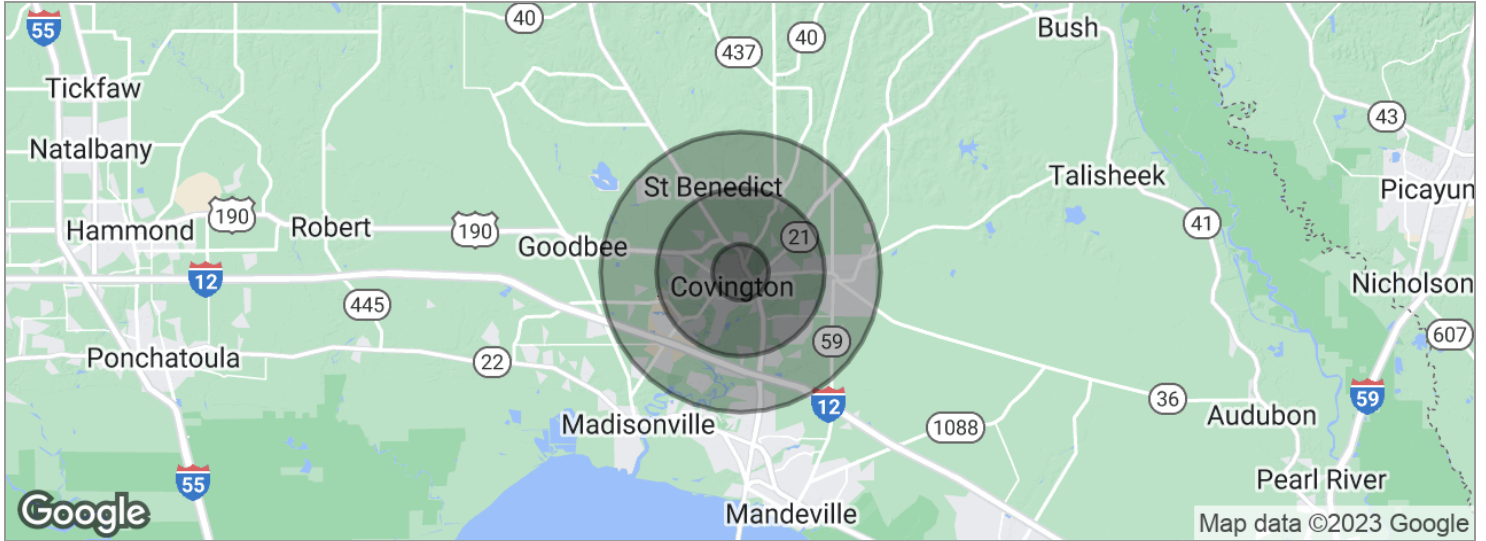 55
40
437
40
Bush
Tickfaw
43
Natalbany
Talisheek
St Benedict
Picayun
190
Hammond
Robert
190
Goodbee
21
41
12
Covington
Nicholson
445
607
Ponchatoula
22
59
12
36
59
Madisonville
1088
Audubon
55
Pearl River
Google
Mandeville
Map data ©2023 Google